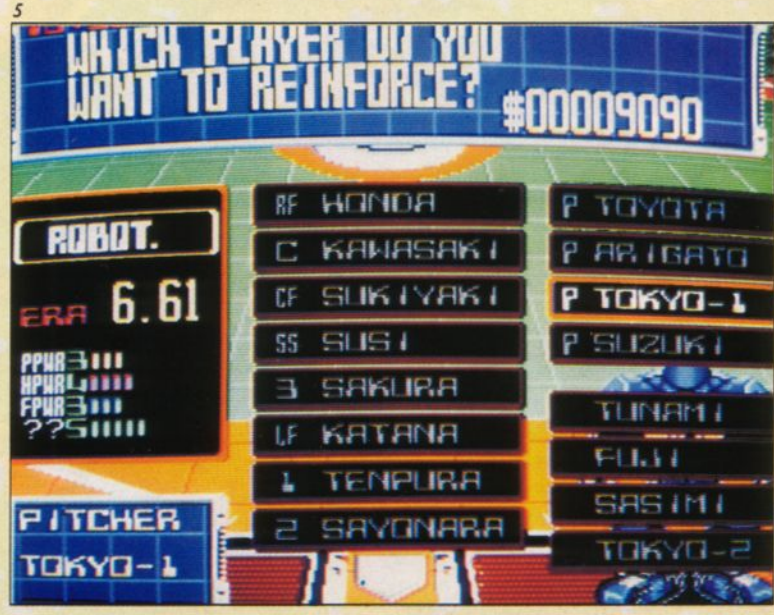 5
WHICH PLAYER DO YOU
WANT TO REINFORCE?
$00009090
ROBOT.
ERA 6.61
PPWR 3
HPWR 4
FPWR 3
??5
PITCHER
TOKYO-1
RF HONDA
C KAWASAKI
CF SUKIYAKI
SS SUSI
3 SAKURA
LF KATANA
1 TENPURA
2 SAYONARA
P TOYOTA
P ARIGATO
P TOKYO-1
P SUZUKI
TUNAMI
FUJI
SASIMI
TOKYO-2